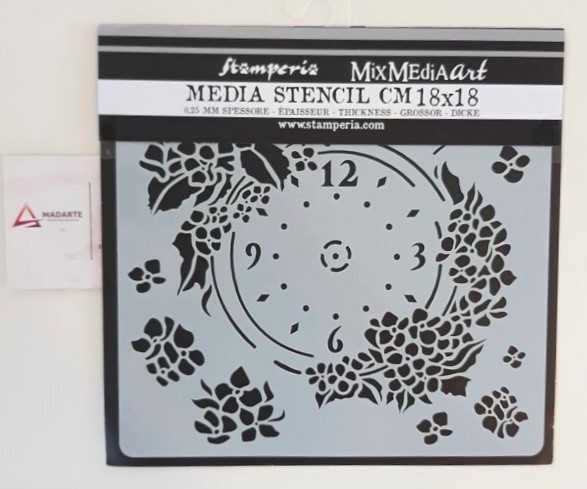 Stamperia MixMediaArt
MEDIA STENCIL CM 18x18
0,25 MM SPESSORE - ÉPAISSEUR - THICKNESS - GROSSOR - DICKE
www.stamperia.com
12
9
3
6
MADARTE